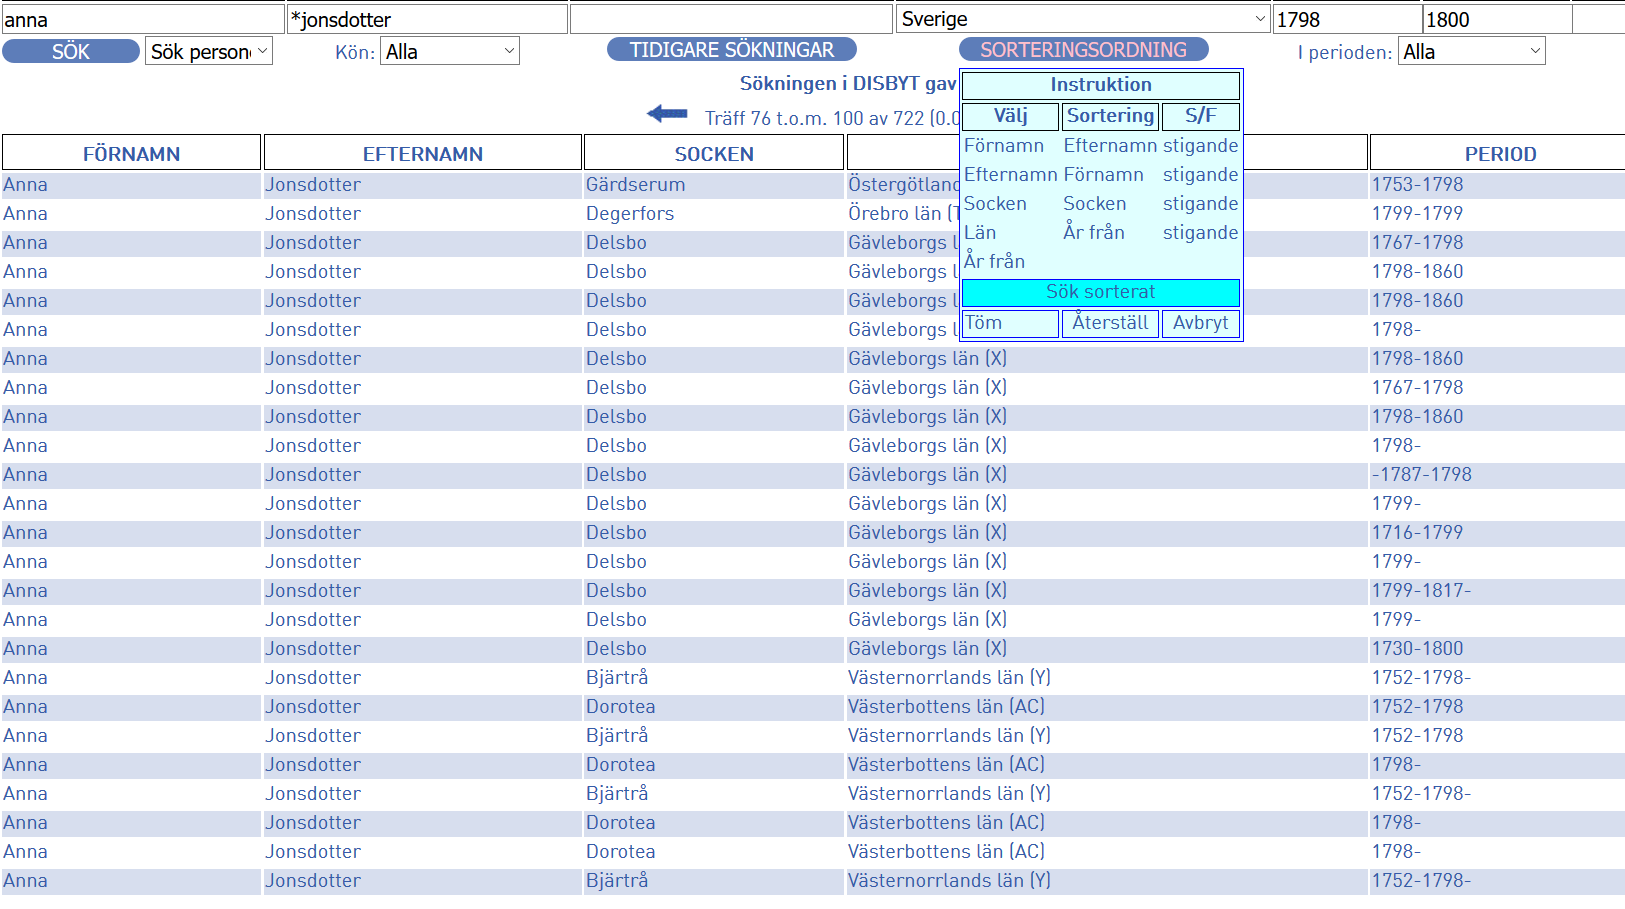 anna *jonsdotter Sverige 1798 1800
SÖK Sök person Kön: Alla TIDIGARE SÖKNINGAR SORTERINGSORDNING I perioden: Alla
Sökningen i DISBYT gav
Träff 76 t.o.m. 100 av 722 (0.0
Instruktion
Välj Sortering S/F
Förnamn Efternamn stigande
Efternamn Förnamn stigande
Socken Socken stigande
Län År från stigande
År från
Sök sorterat
Töm Återställ Avbryt
FÖRNAMN EFTERNAMN SOCKEN PERIOD
Anna Jonsdotter Gärdserum Östergötland 1753-1798
Anna Jonsdotter Degerfors Örebro län (T 1799-1799
Anna Jonsdotter Delsbo Gävleborgs l 1767-1798
Anna Jonsdotter Delsbo Gävleborgs l 1798-1860
Anna Jonsdotter Delsbo Gävleborgs l 1798-1860
Anna Jonsdotter Delsbo Gävleborgs l 1798-
Anna Jonsdotter Delsbo Gävleborgs län (X) 1798-1860
Anna Jonsdotter Delsbo Gävleborgs län (X) 1767-1798
Anna Jonsdotter Delsbo Gävleborgs län (X) 1798-1860
Anna Jonsdotter Delsbo Gävleborgs län (X) 1798-
Anna Jonsdotter Delsbo Gävleborgs län (X) -1787-1798
Anna Jonsdotter Delsbo Gävleborgs län (X) 1799-
Anna Jonsdotter Delsbo Gävleborgs län (X) 1716-1799
Anna Jonsdotter Delsbo Gävleborgs län (X) 1799-
Anna Jonsdotter Delsbo Gävleborgs län (X) 1799-1817-
Anna Jonsdotter Delsbo Gävleborgs län (X) 1799-
Anna Jonsdotter Delsbo Gävleborgs län (X) 1730-1800
Anna Jonsdotter Bjärtrå Västernorrlands län (Y) 1752-1798-
Anna Jonsdotter Dorotea Västerbottens län (AC) 1752-1798
Anna Jonsdotter Bjärtrå Västernorrlands län (Y) 1752-1798
Anna Jonsdotter Dorotea Västerbottens län (AC) 1798-
Anna Jonsdotter Bjärtrå Västernorrlands län (Y) 1752-1798-
Anna Jonsdotter Dorotea Västerbottens län (AC) 1798-
Anna Jonsdotter Dorotea Västerbottens län (AC) 1798-
Anna Jonsdotter Bjärtrå Västernorrlands län (Y) 1752-1798-